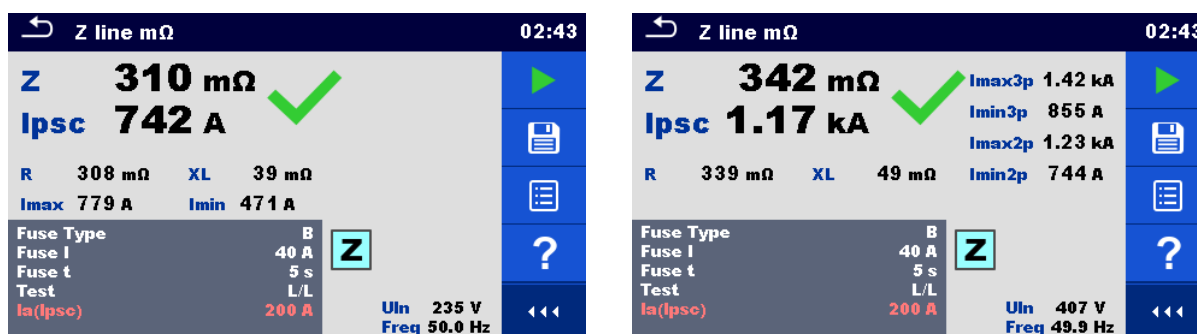 Z line mΩ 02:43
Z 310 mΩ
Ipsc 742 A
R 308 mΩ XL 39 mΩ
Imax 779 A Imin 471 A
Fuse Type B
Fuse I 40 A
Fuse t 5 s
Test L/L
Ia(Ipsc) 200 A
Z
Uln 235 V
Freq 50.0 Hz
?
Z line mΩ 02:43
Z 342 mΩ
Ipsc 1.17 kA
Imax3p 1.42 kA
Imin3p 855 A
Imax2p 1.23 kA
R 339 mΩ XL 49 mΩ Imin2p 744 A
Fuse Type B
Fuse I 40 A
Fuse t 5 s
Test L/L
Ia(Ipsc) 200 A
Z
Uln 407 V
Freq 49.9 Hz
?